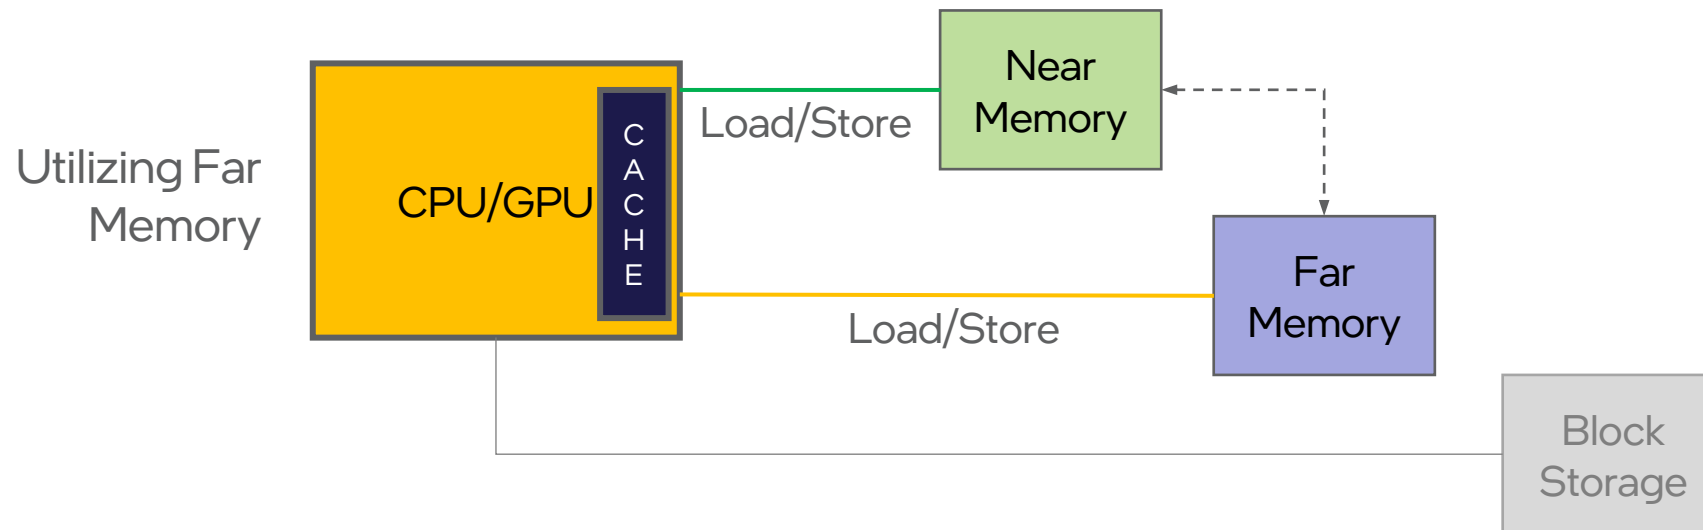 Utilizing Far
Memory
CPU/GPU
C
A
C
H
E
Load/Store
Near
Memory
Load/Store
Far
Memory
Block
Storage